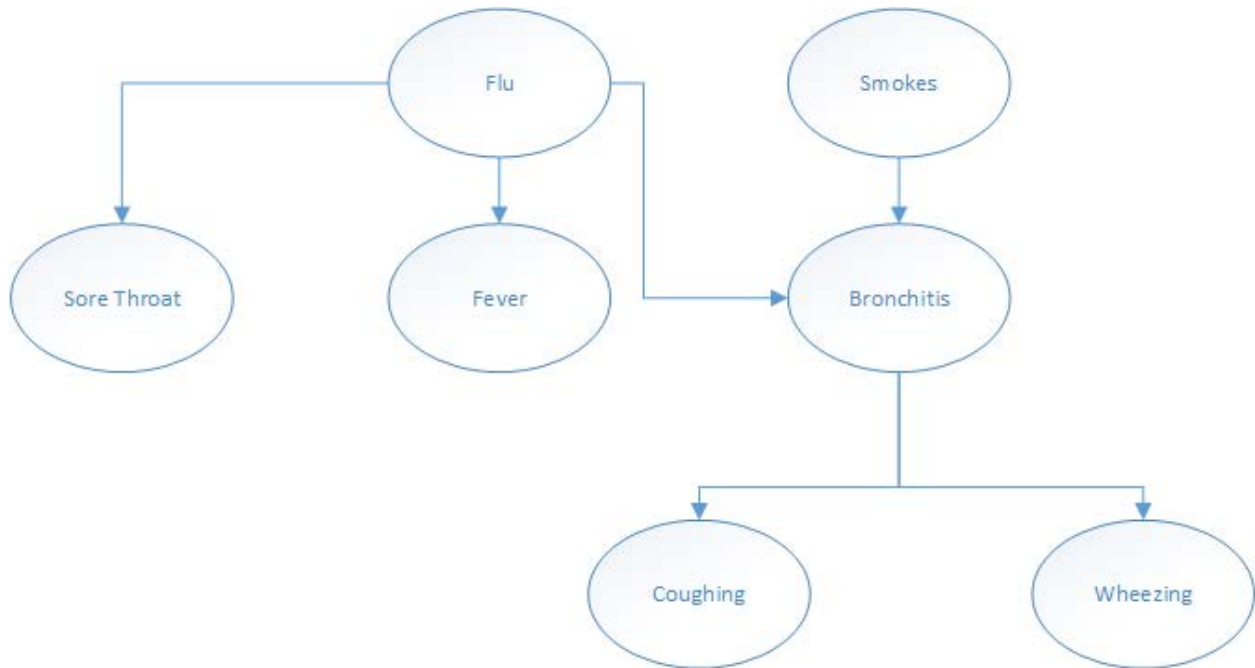 Flu
Smokes
Sore Throat
Fever
Bronchitis
Coughing
Wheezing